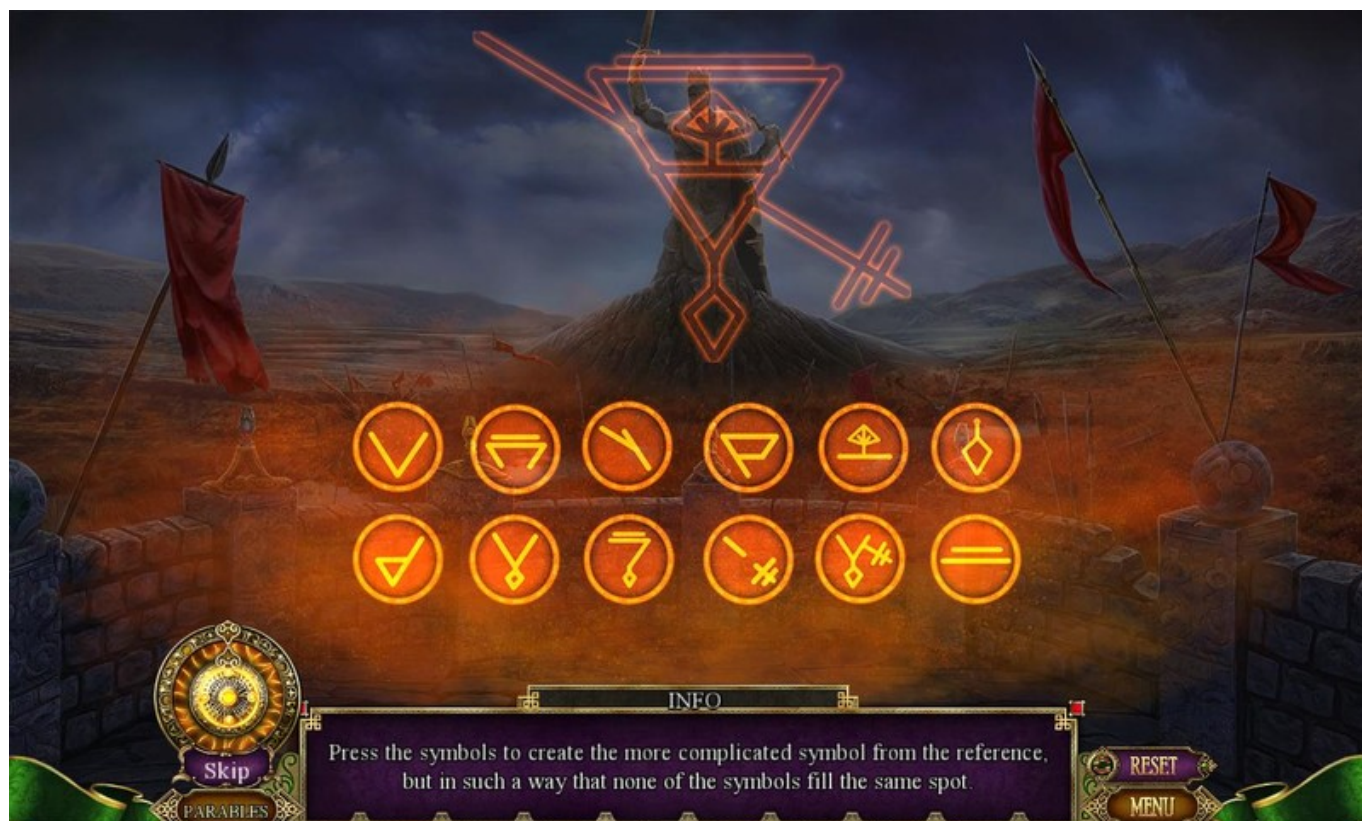 INFO
Press the symbols to create the more complicated symbol from the reference,
but in such a way that none of the symbols fill the same spot.
Skip
PARABLES
RESET
MENU